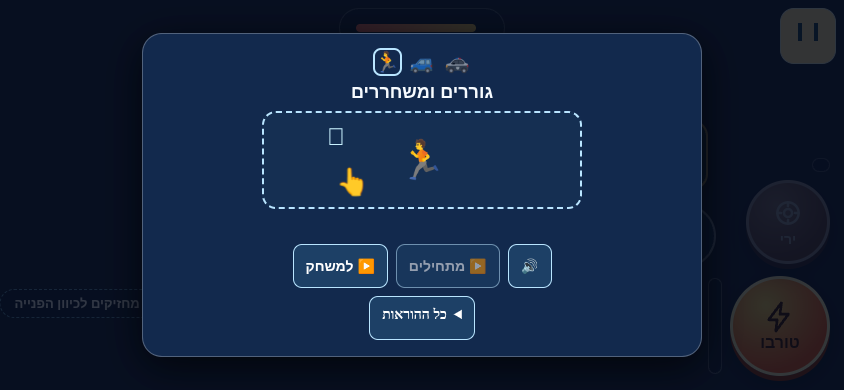 גוררים ומשחררים
למשחק
מתחילים
כל ההוראות
ירי
מחזיקים לכיוון הפנייה
טורבו